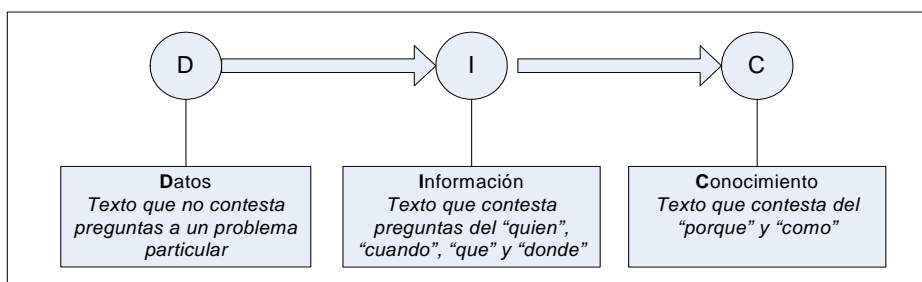 D
I
C
Datos
Texto que no contesta
preguntas a un problema
particular
Información
Texto que contesta
preguntas del “quien”,
“cuando”, “que” y “donde”
Conocimiento
Texto que contesta del
“porque” y “como”